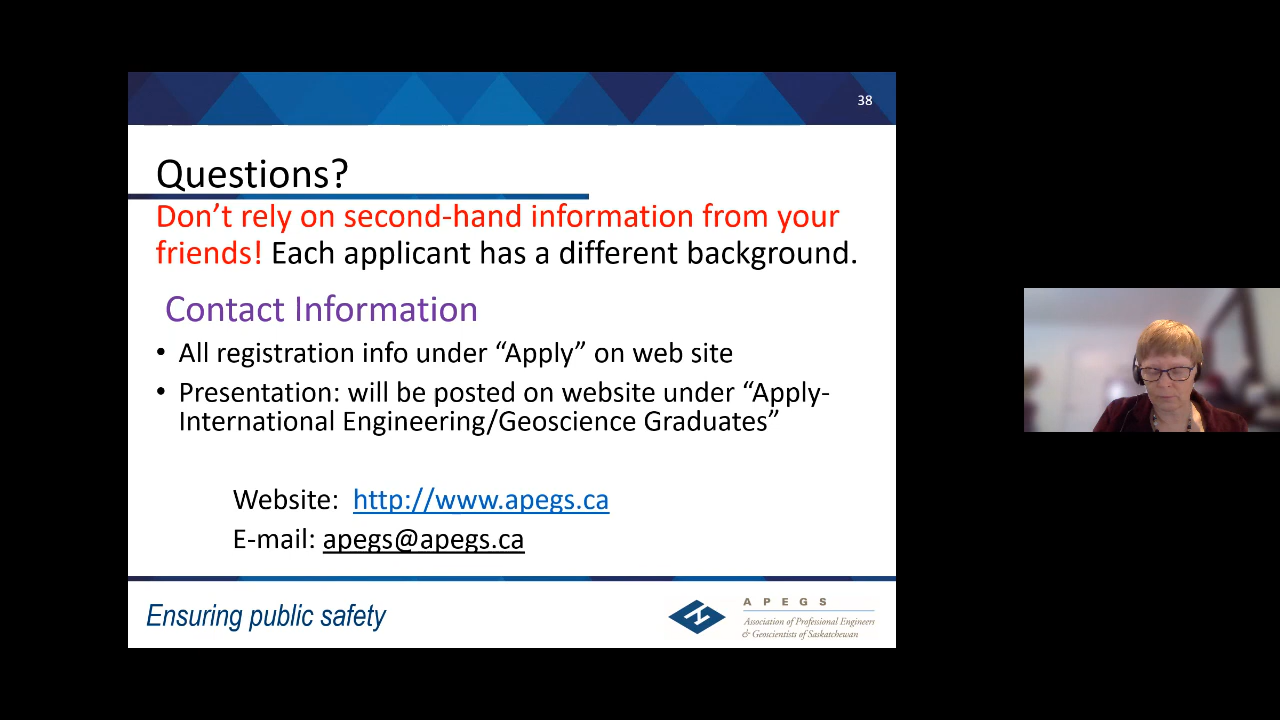 38
Questions?
Don’t rely on second-hand information from your
friends! Each applicant has a different background.
Contact Information
• All registration info under “Apply” on web site
• Presentation: will be posted on website under “Apply-
International Engineering/Geoscience Graduates”
Website: http://www.apegs.ca
E-mail: apegs@apegs.ca
Ensuring public safety
APEGS
Association of Professional Engineers
& Geoscientists of Saskatchewan